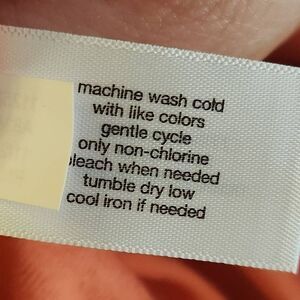 machine wash cold
with like colors
gentle cycle
only non-chlorine
bleach when needed
tumble dry low
cool iron if needed